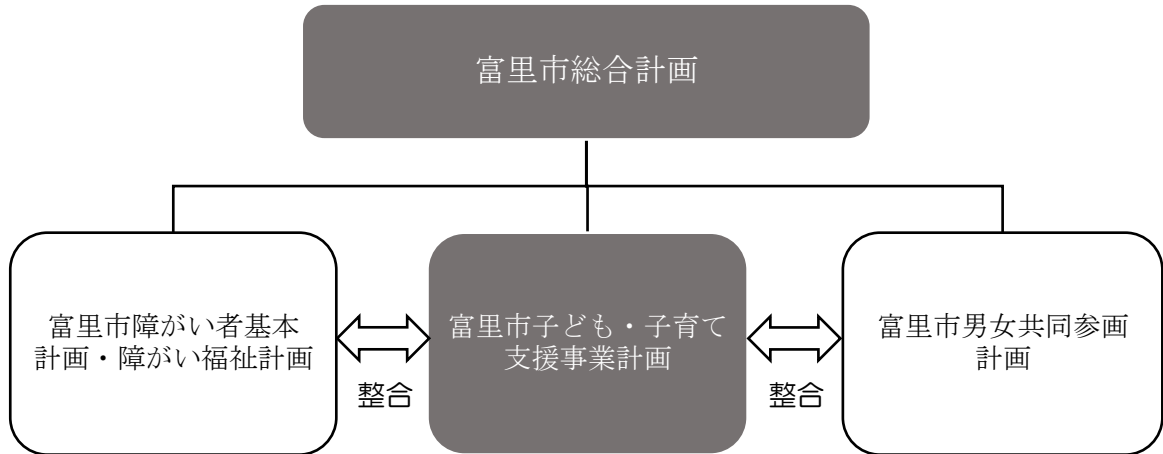 富里市総合計画
富里市障がい者基本
計画・障がい福祉計画
整合
富里市子ども・子育て
支援事業計画
整合
富里市男女共同参画
計画